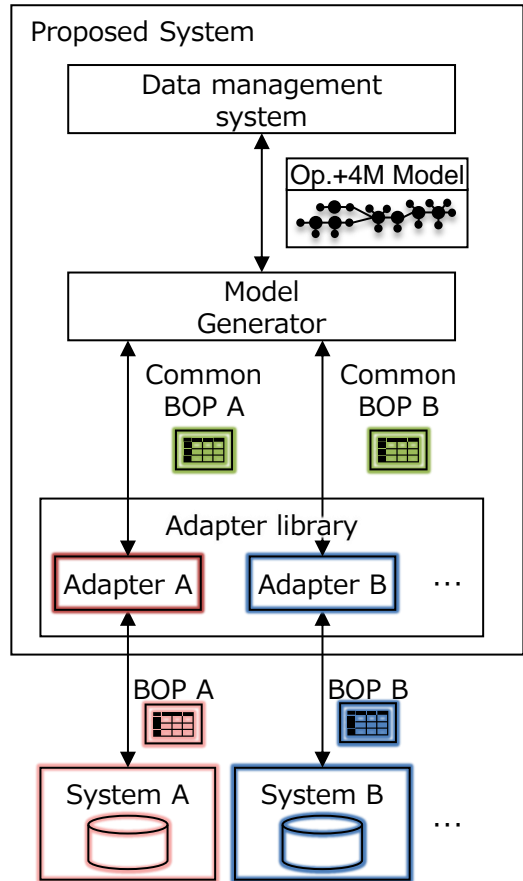 Proposed System
Data management
system
Op.+4M Model
Model
Generator
Common
BOP A
Common
BOP B
Adapter library
Adapter A
Adapter B
...
BOP A
BOP B
System A
System B
...